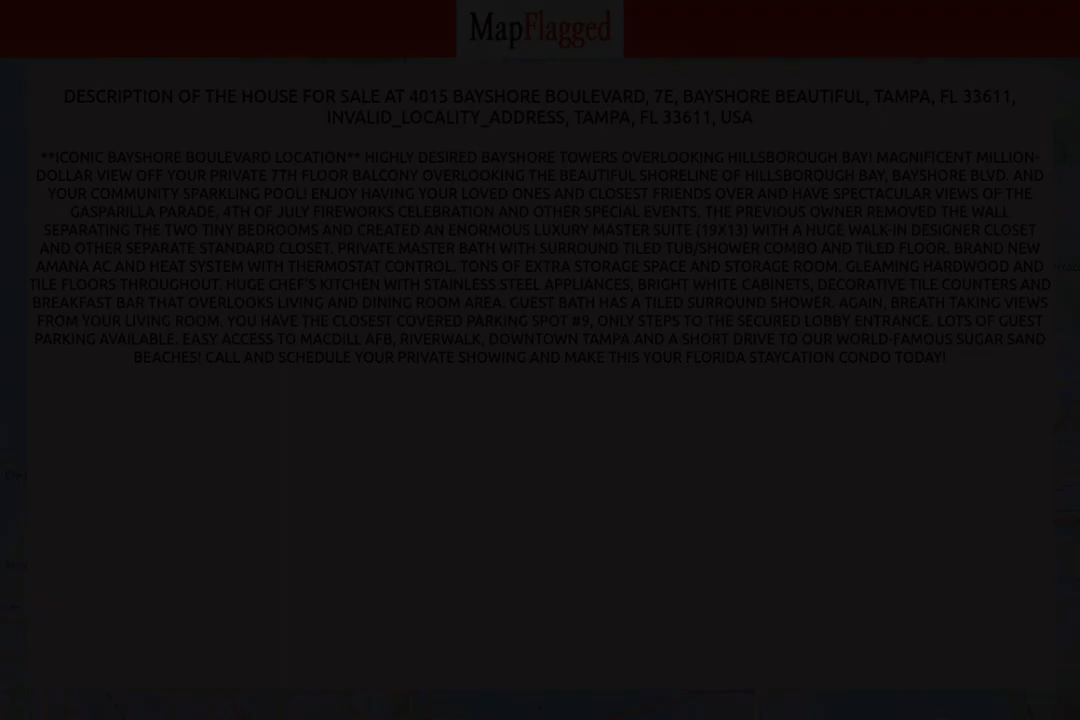 MapFlagged
DESCRIPTION OF THE HOUSE FOR SALE AT 4015 BAYSHORE BOULEVARD, 7E, BAYSHORE BEAUTIFUL, TAMPA, FL 33611,
INVALID_LOCALITY_ADDRESS, TAMPA, FL 33611, USA
**ICONIC BAYSHORE BOULEVARD LOCATION** HIGHLY DESIRED BAYSHORE TOWERS OVERLOOKING HILLSBOROUGH BAY! MAGNIFICENT MILLION-
DOLLAR VIEW OFF YOUR PRIVATE 7TH FLOOR BALCONY OVERLOOKING THE BEAUTIFUL SHORELINE OF HILLSBOROUGH BAY, BAYSHORE BLVD. AND
YOUR COMMUNITY SPARKLING POOL! ENJOY HAVING YOUR LOVED ONES AND CLOSEST FRIENDS OVER AND HAVE SPECTACULAR VIEWS OF THE
GASPARILLA PARADE, 4TH OF JULY FIREWORKS CELEBRATION AND OTHER SPECIAL EVENTS. THE PREVIOUS OWNER REMOVED THE WALL
SEPARATING THE TWO TINY BEDROOMS AND CREATED AN ENORMOUS LUXURY MASTER SUITE (19X13) WITH A HUGE WALK-IN DESIGNER CLOSET
AND OTHER SEPARATE STANDARD CLOSET. PRIVATE MASTER BATH WITH SURROUND TILED TUB/SHOWER COMBO AND TILED FLOOR. BRAND NEW
AMANA AC AND HEAT SYSTEM WITH THERMOSTAT CONTROL. TONS OF EXTRA STORAGE SPACE AND STORAGE ROOM. GLEAMING HARDWOOD AND
TILE FLOORS THROUGHOUT. HUGE CHEF'S KITCHEN WITH STAINLESS STEEL APPLIANCES, BRIGHT WHITE CABINETS, DECORATIVE TILE COUNTERS AND
BREAKFAST BAR THAT OVERLOOKS LIVING AND DINING ROOM AREA. GUEST BATH HAS A TILED SURROUND SHOWER. AGAIN, BREATH TAKING VIEWS
FROM YOUR LIVING ROOM. YOU HAVE THE CLOSEST COVERED PARKING SPOT #9, ONLY STEPS TO THE SECURED LOBBY ENTRANCE. LOTS OF GUEST
PARKING AVAILABLE. EASY ACCESS TO MACDILL AFB, RIVERWALK, DOWNTOWN TAMPA AND A SHORT DRIVE TO OUR WORLD-FAMOUS SUGAR SAND
BEACHES! CALL AND SCHEDULE YOUR PRIVATE SHOWING AND MAKE THIS YOUR FLORIDA STAYCATION CONDO TODAY!